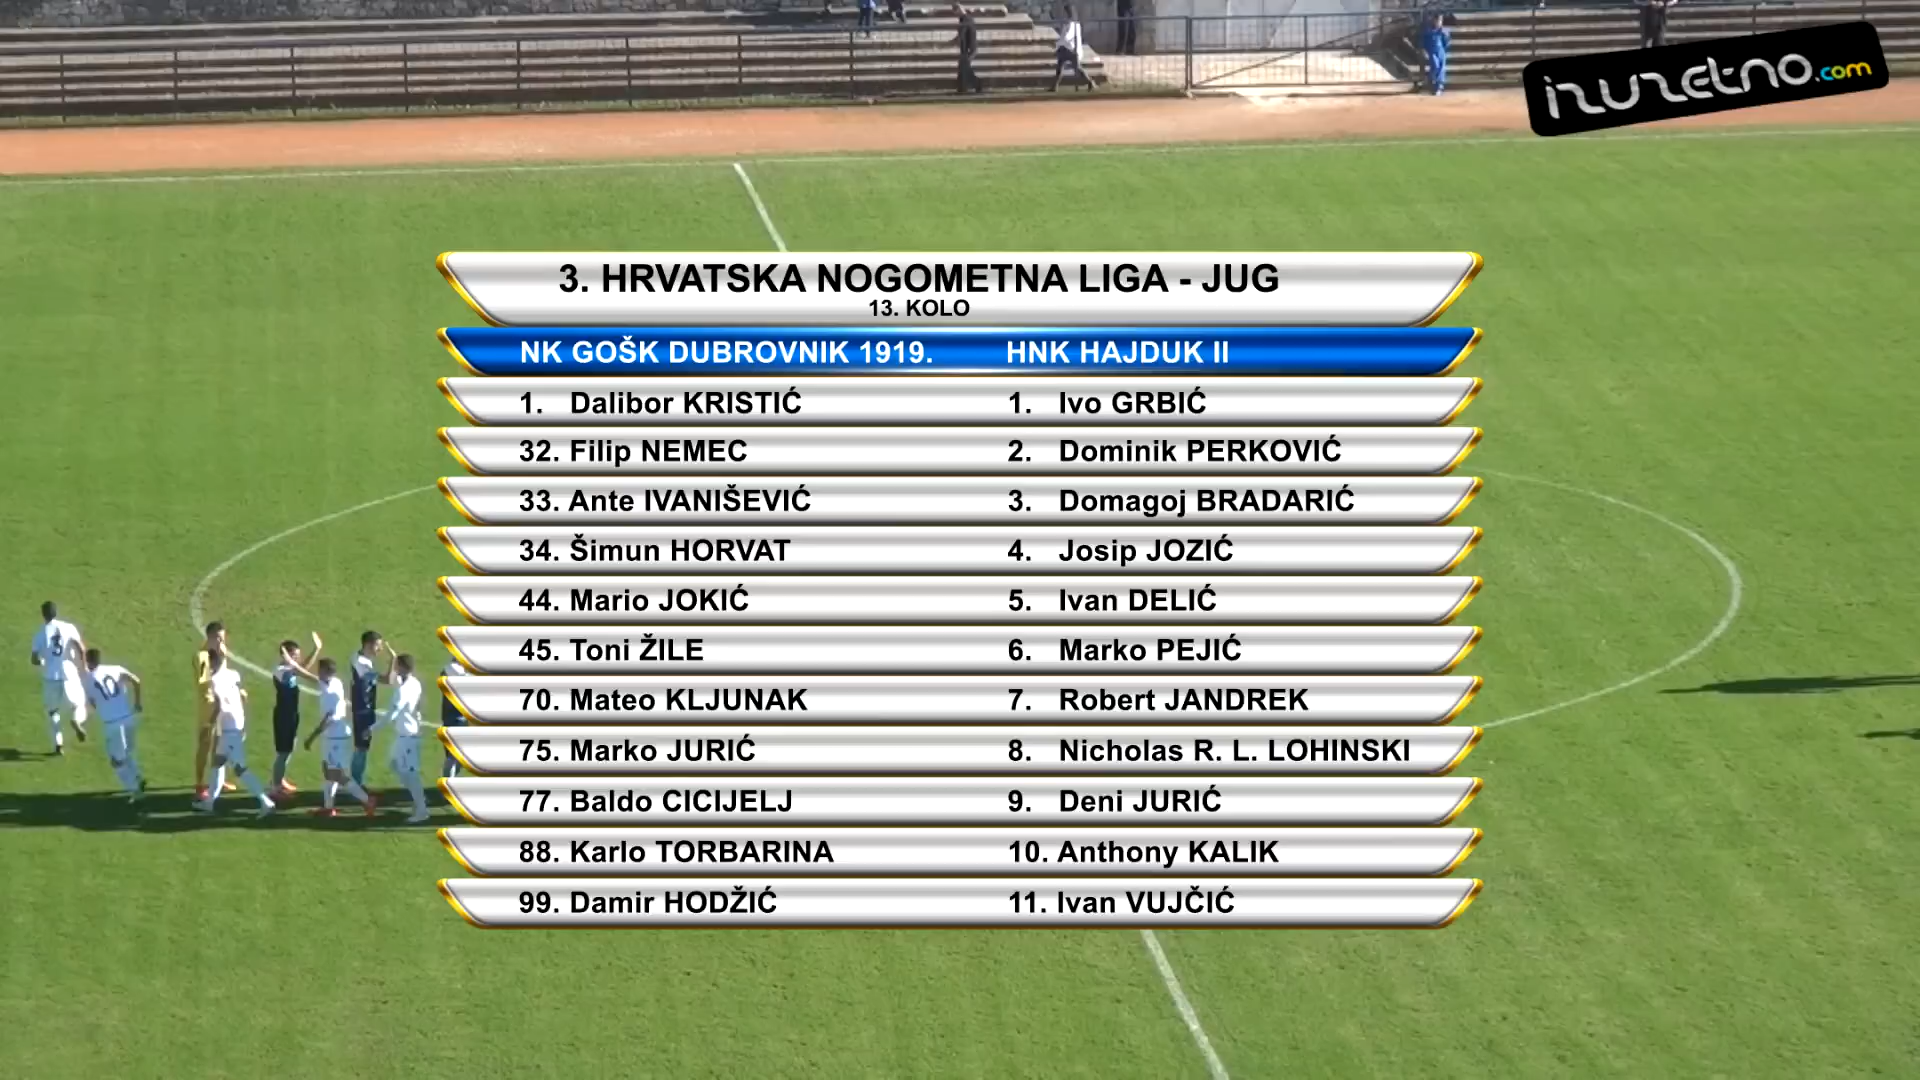 izuzetno.com
3. HRVATSKA NOGOMETNA LIGA - JUG
13. KOLO
NK GOŠK DUBROVNIK 1919. HNK HAJDUK II
1. Dalibor KRISTIĆ 1. Ivo GRBIĆ
32. Filip NEMEC 2. Dominik PERKOVIĆ
33. Ante IVANIŠEVIĆ 3. Domagoj BRADARIĆ
34. Šimun HORVAT 4. Josip JOZIĆ
44. Mario JOKIĆ 5. Ivan DELIĆ
45. Toni ŽILE 6. Marko PEJIĆ
70. Mateo KLJUNAK 7. Robert JANDREK
75. Marko JURIĆ 8. Nicholas R. L. LOHINSKI
77. Baldo CICIJELJ 9. Deni JURIĆ
88. Karlo TORBARINA 10. Anthony KALIK
99. Damir HODŽIĆ 11. Ivan VUJČIĆ
3
10